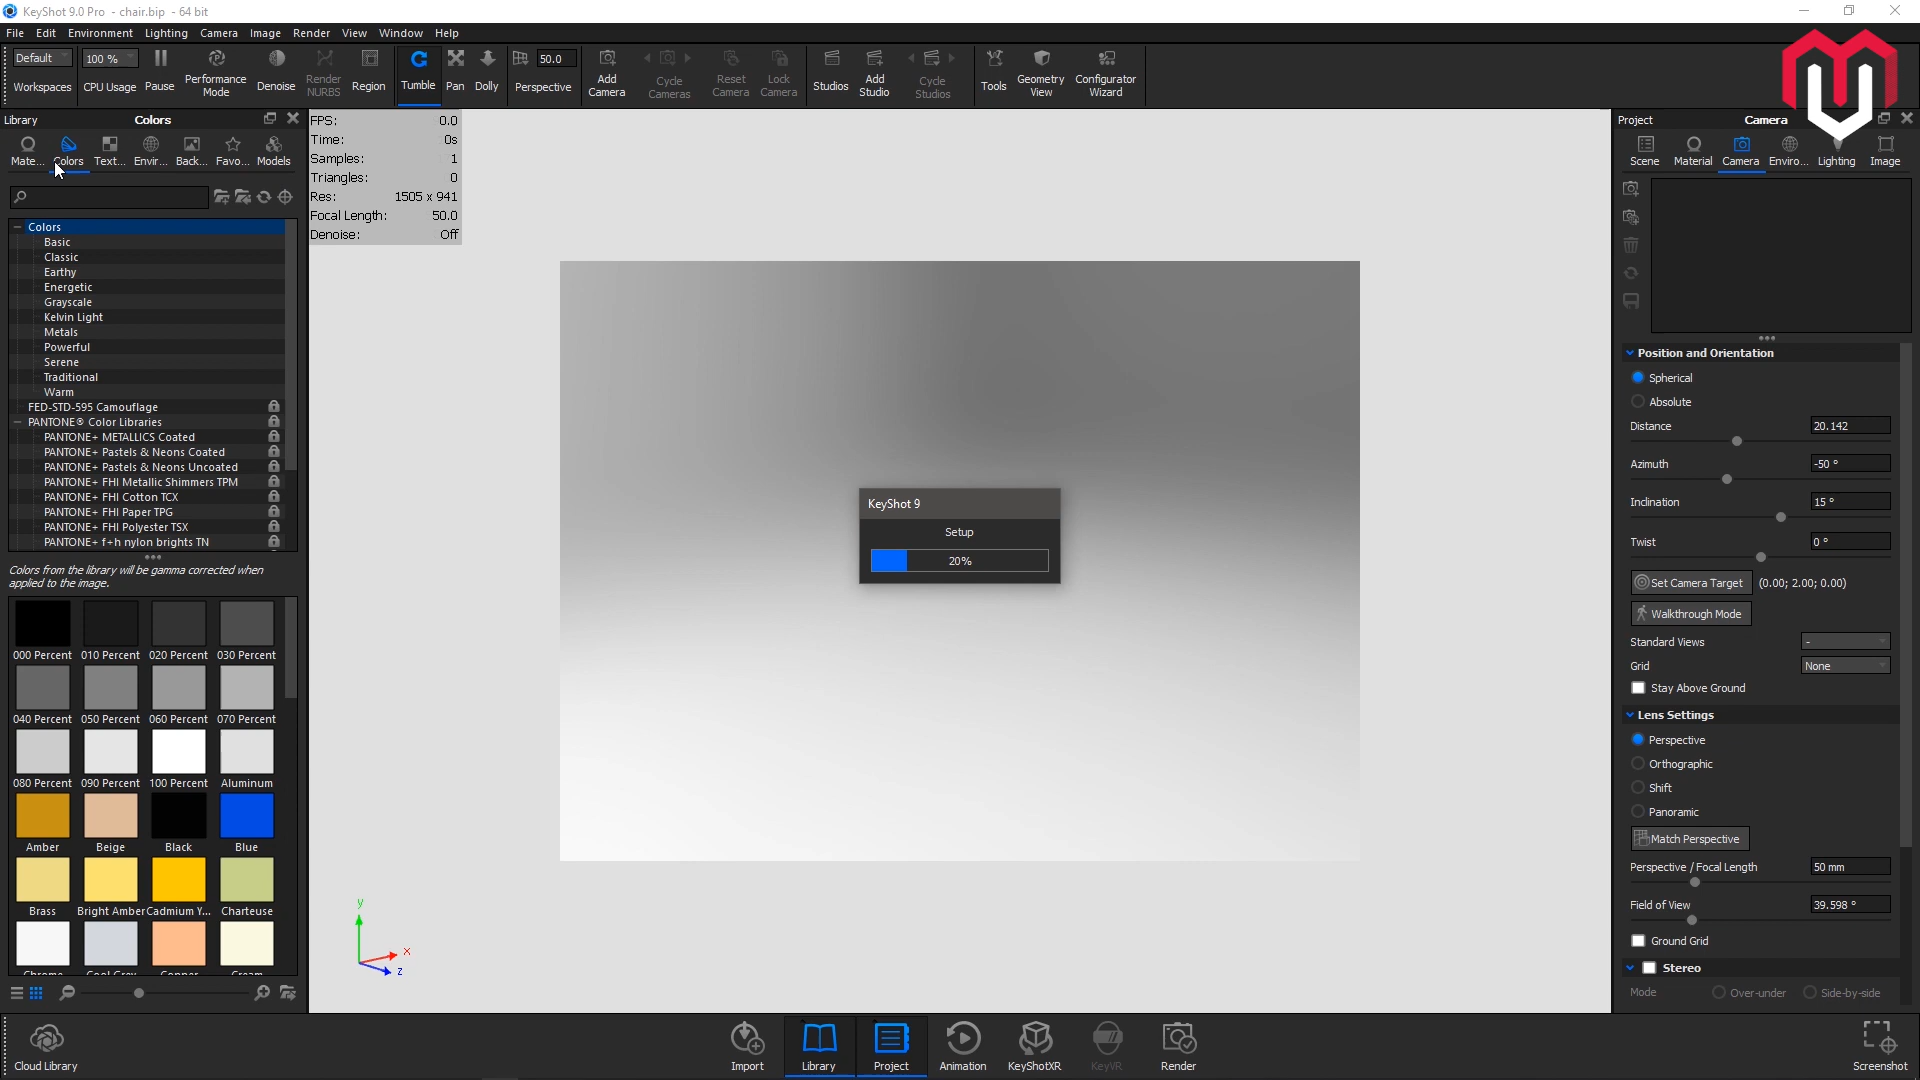 KeyShot 9.0 Pro - chair.bip - 64 bit
File Edit Environment Lighting Camera Image Render View Window Help
Default
100 %
50.0
Workspaces
CPU Usage
Pause
Performance
Mode
Denoise
Render
NURBS
Region
Tumble
Pan
Dolly
Perspective
Add
Camera
Cycle
Cameras
Reset
Camera
Lock
Camera
Studios
Add
Studio
Cycle
Studios
Tools
Geometry
View
Configurator
Wizard
Library
Colors
Mate... Colors Text... Envir... Back... Favo... Models
Colors
Basic
Classic
Earthy
Energetic
Grayscale
Kelvin Light
Metals
Powerful
Serene
Traditional
Warm
FED-STD-595 Camouflage
PANTONE® Color Libraries
PANTONE+ METALLICS Coated
PANTONE+ Pastels & Neons Coated
PANTONE+ Pastels & Neons Uncoated
PANTONE+ FHI Metallic Shimmers TPM
PANTONE+ FHI Cotton TCX
PANTONE+ FHI Paper TPG
PANTONE+ FHI Polyester TSX
PANTONE+ f+h nylon brights TN
Colors from the library will be gamma corrected when
applied to the image.
000 Percent 010 Percent 020 Percent 030 Percent
040 Percent 050 Percent 060 Percent 070 Percent
080 Percent 090 Percent 100 Percent Aluminum
Amber Beige Black Blue
Brass Bright Amber Cadmium Y... Charteuse
Chrome Cool Grey Copper Cream
Cloud Library
FPS: 0.0
Time: 0s
Samples: 1
Triangles: 0
Res: 1505 x 941
Focal Length: 50.0
Denoise: Off
KeyShot 9
Setup
20%
y
x
z
Import
Library
Project
Animation
KeyShotXR
KeyVR
Render
Project
Camera
Scene Material Camera Enviro... Lighting Image
Position and Orientation
Spherical
Absolute
Distance 20.142
Azimuth -50 °
Inclination 15 °
Twist 0 °
Set Camera Target (0.00; 2.00; 0.00)
Walkthrough Mode
Standard Views -
Grid None
Stay Above Ground
Lens Settings
Perspective
Orthographic
Shift
Panoramic
Match Perspective
Perspective / Focal Length 50 mm
Field of View 39.598 °
Ground Grid
Stereo
Mode Over-under Side-by-side
Screenshot